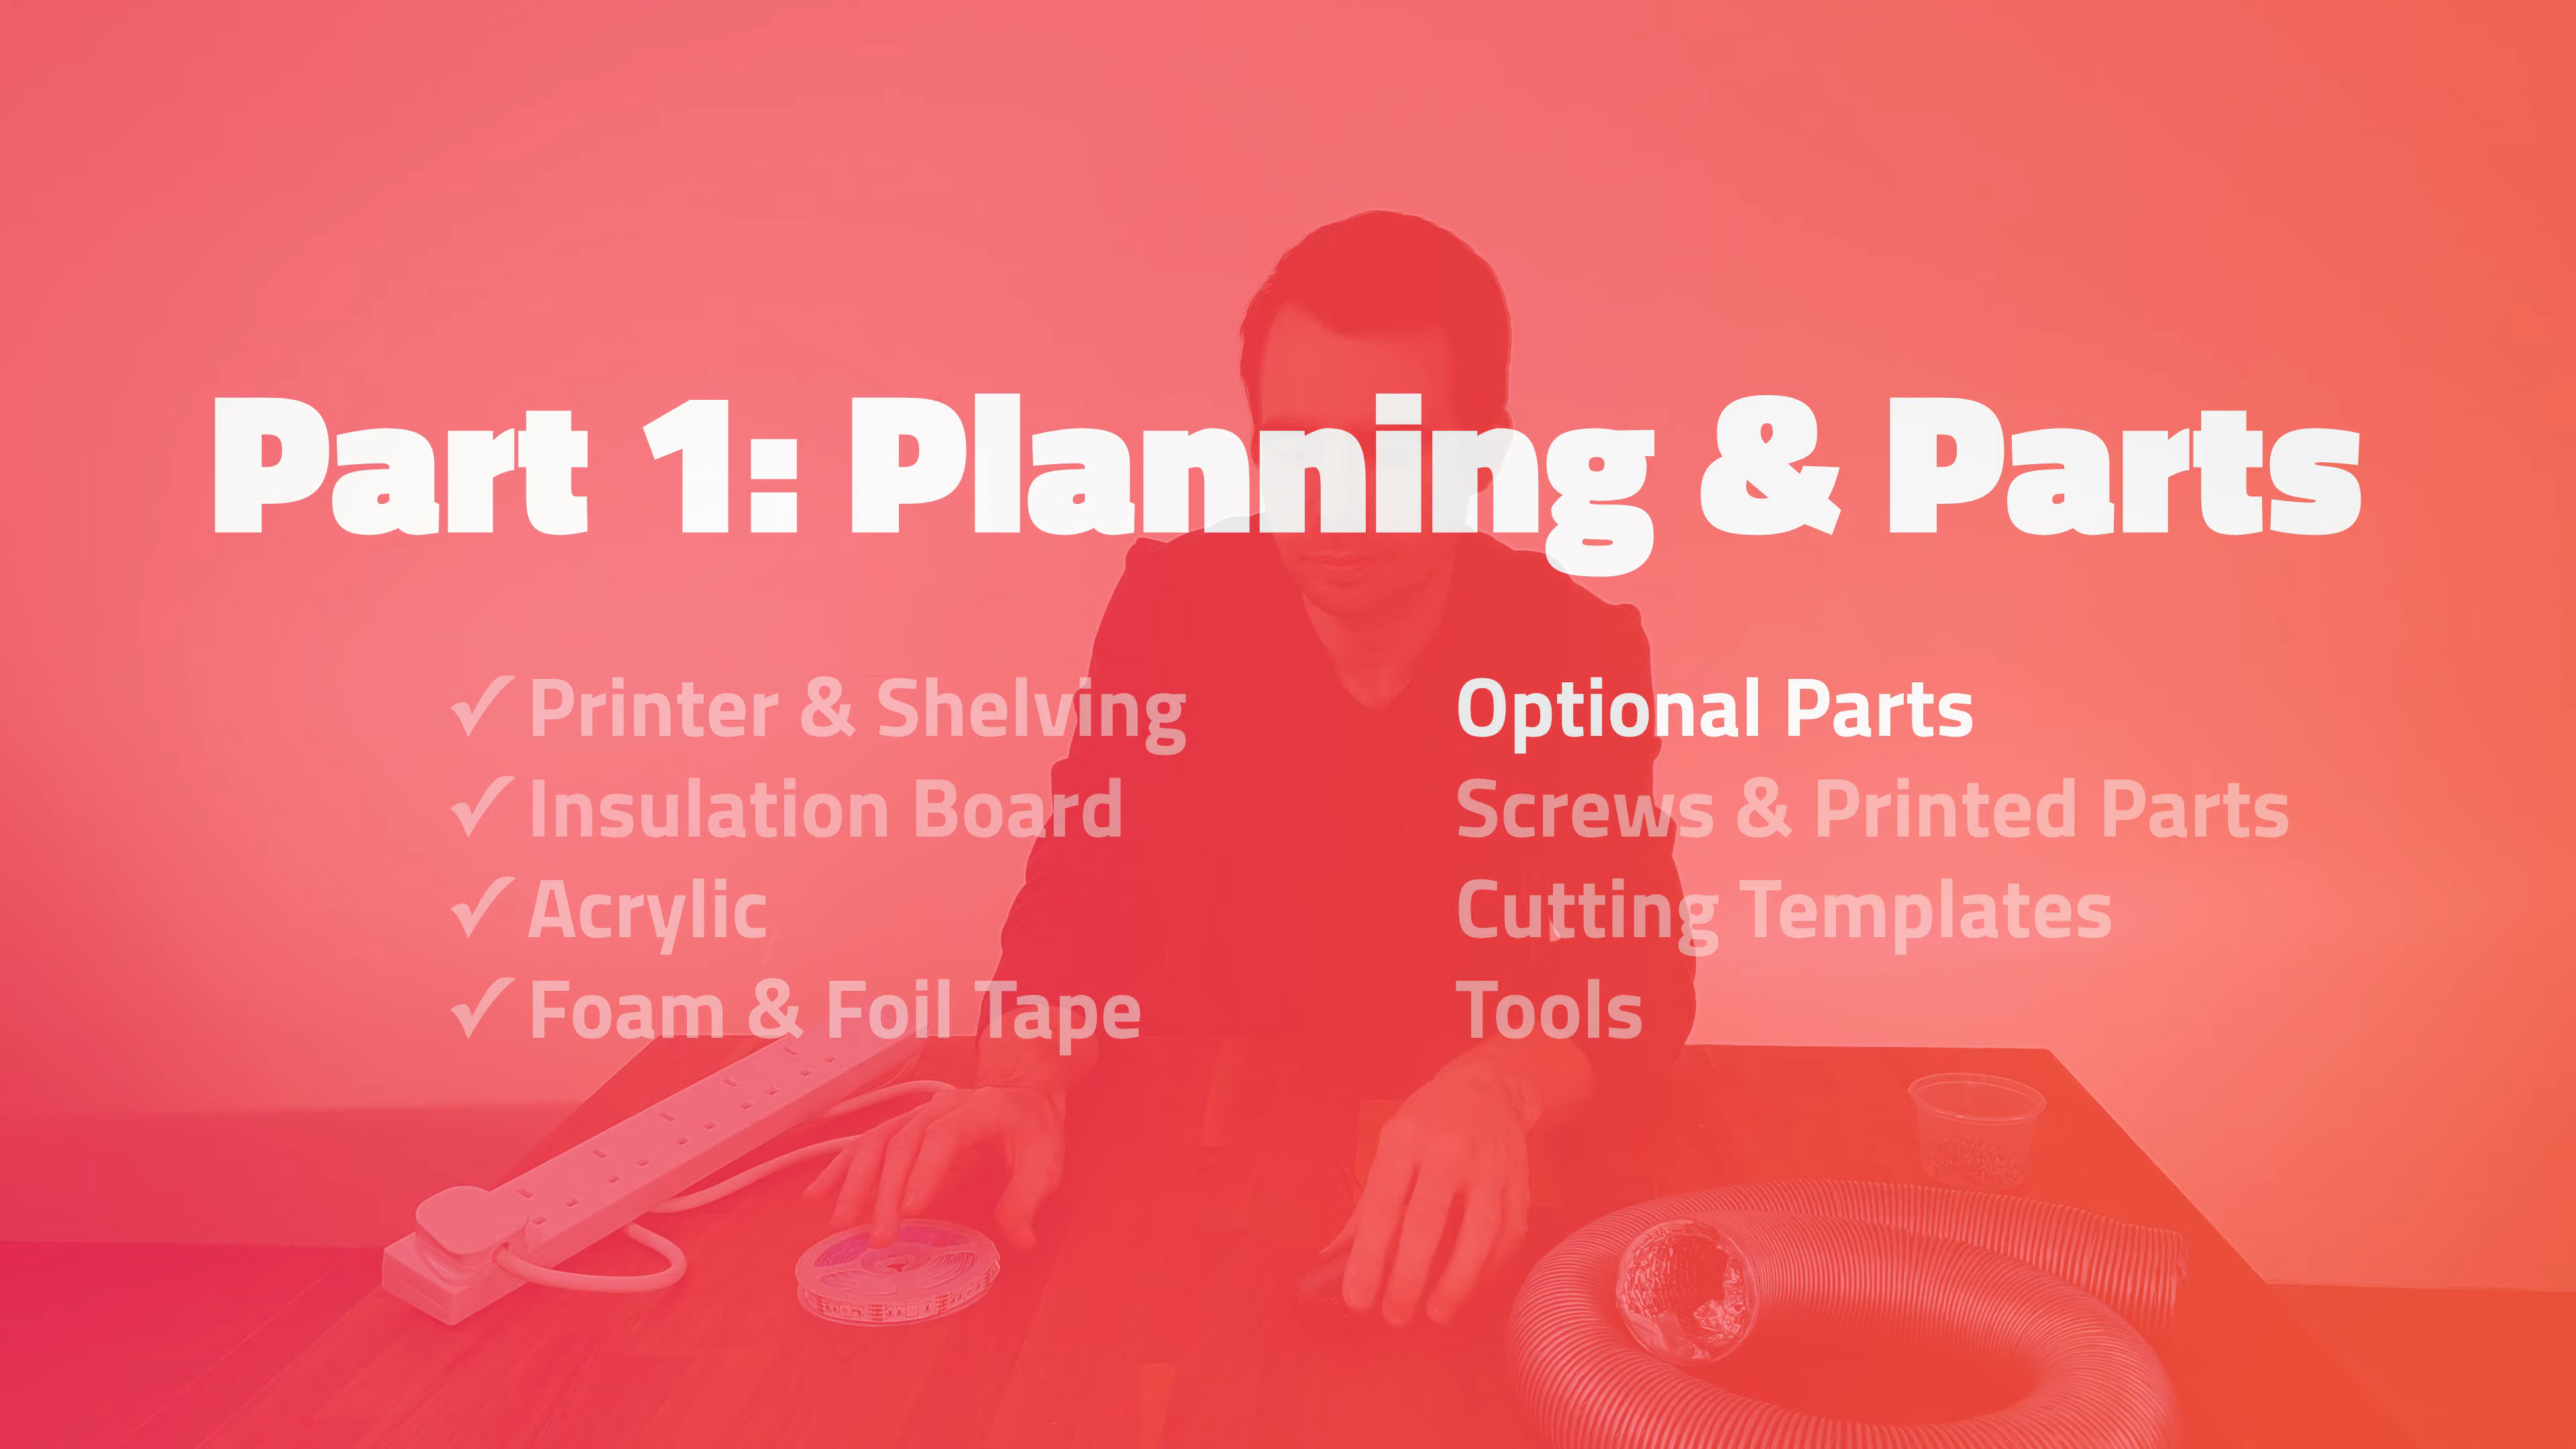 Part 1: Planning & Parts
✓ Printer & Shelving
✓ Insulation Board
✓ Acrylic
✓ Foam & Foil Tape
Optional Parts
Screws & Printed Parts
Cutting Templates
Tools